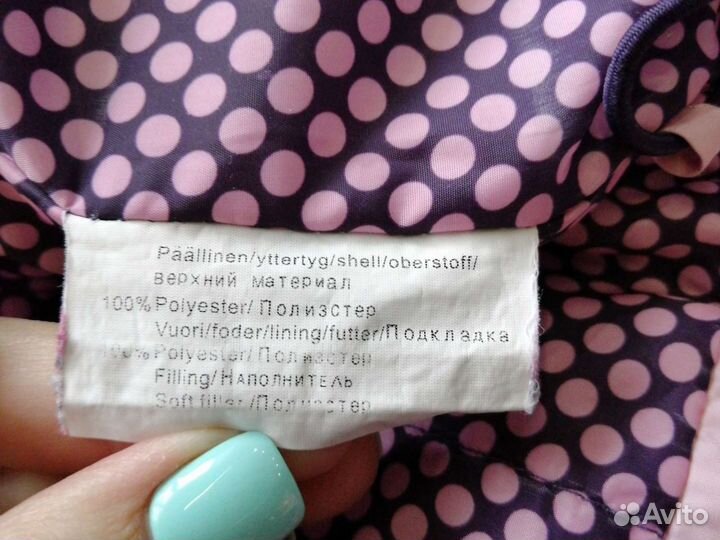 Päällinen/yttertyg/shell/oberstoff/
верхний материал
100% Polyester/ Полиэстер
Vuori/foder/lining/futter/Подкладка
100% Polyester/ Полиэстер
Filling/Наполнитель
Soft filler /Полиэстер
Avito